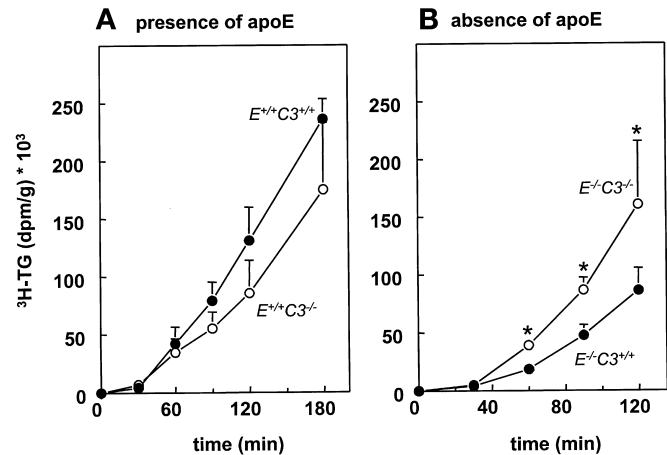 A presence of apoE
B absence of apoE
³H-TG (dpm/g) * 10³
250
200
150
100
50
0
0 60 120 180
time (min)
E+/+C3+/+
E+/+C3-/-
250
200
150
100
50
0
0 40 80 120
time (min)
*
*
*
E-/-C3-/-
E-/-C3+/+